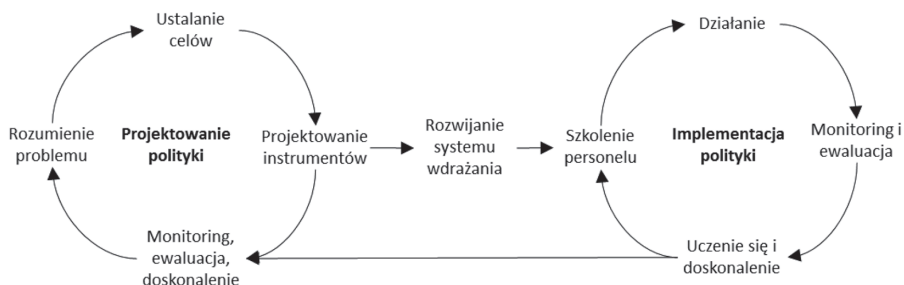 Ustalanie
celów
Rozumienie
problemu
Projektowanie
polityki
Projektowanie
instrumentów
Monitoring,
ewaluacja,
doskonalenie
Rozwijanie
systemu
wdrażania
Szkolenie
personelu
Działanie
Implementacja
polityki
Monitoring i
ewaluacja
Uczenie się i
doskonalenie